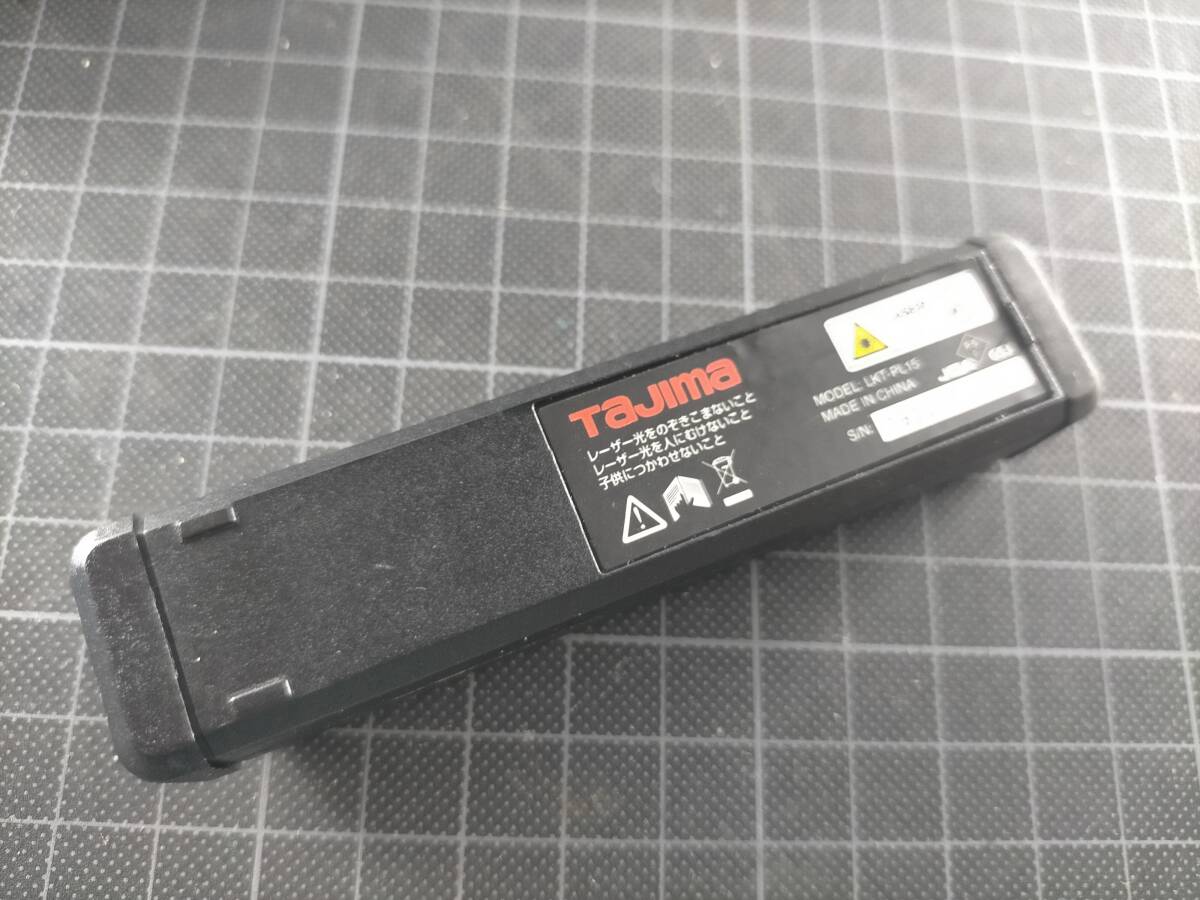 TaJIma
レーザー光をのぞきこまないこと
レーザー光を人にむけないこと
子供につかわせないこと
MODEL: LKT-PL15
MADE IN CHINA
S/N: